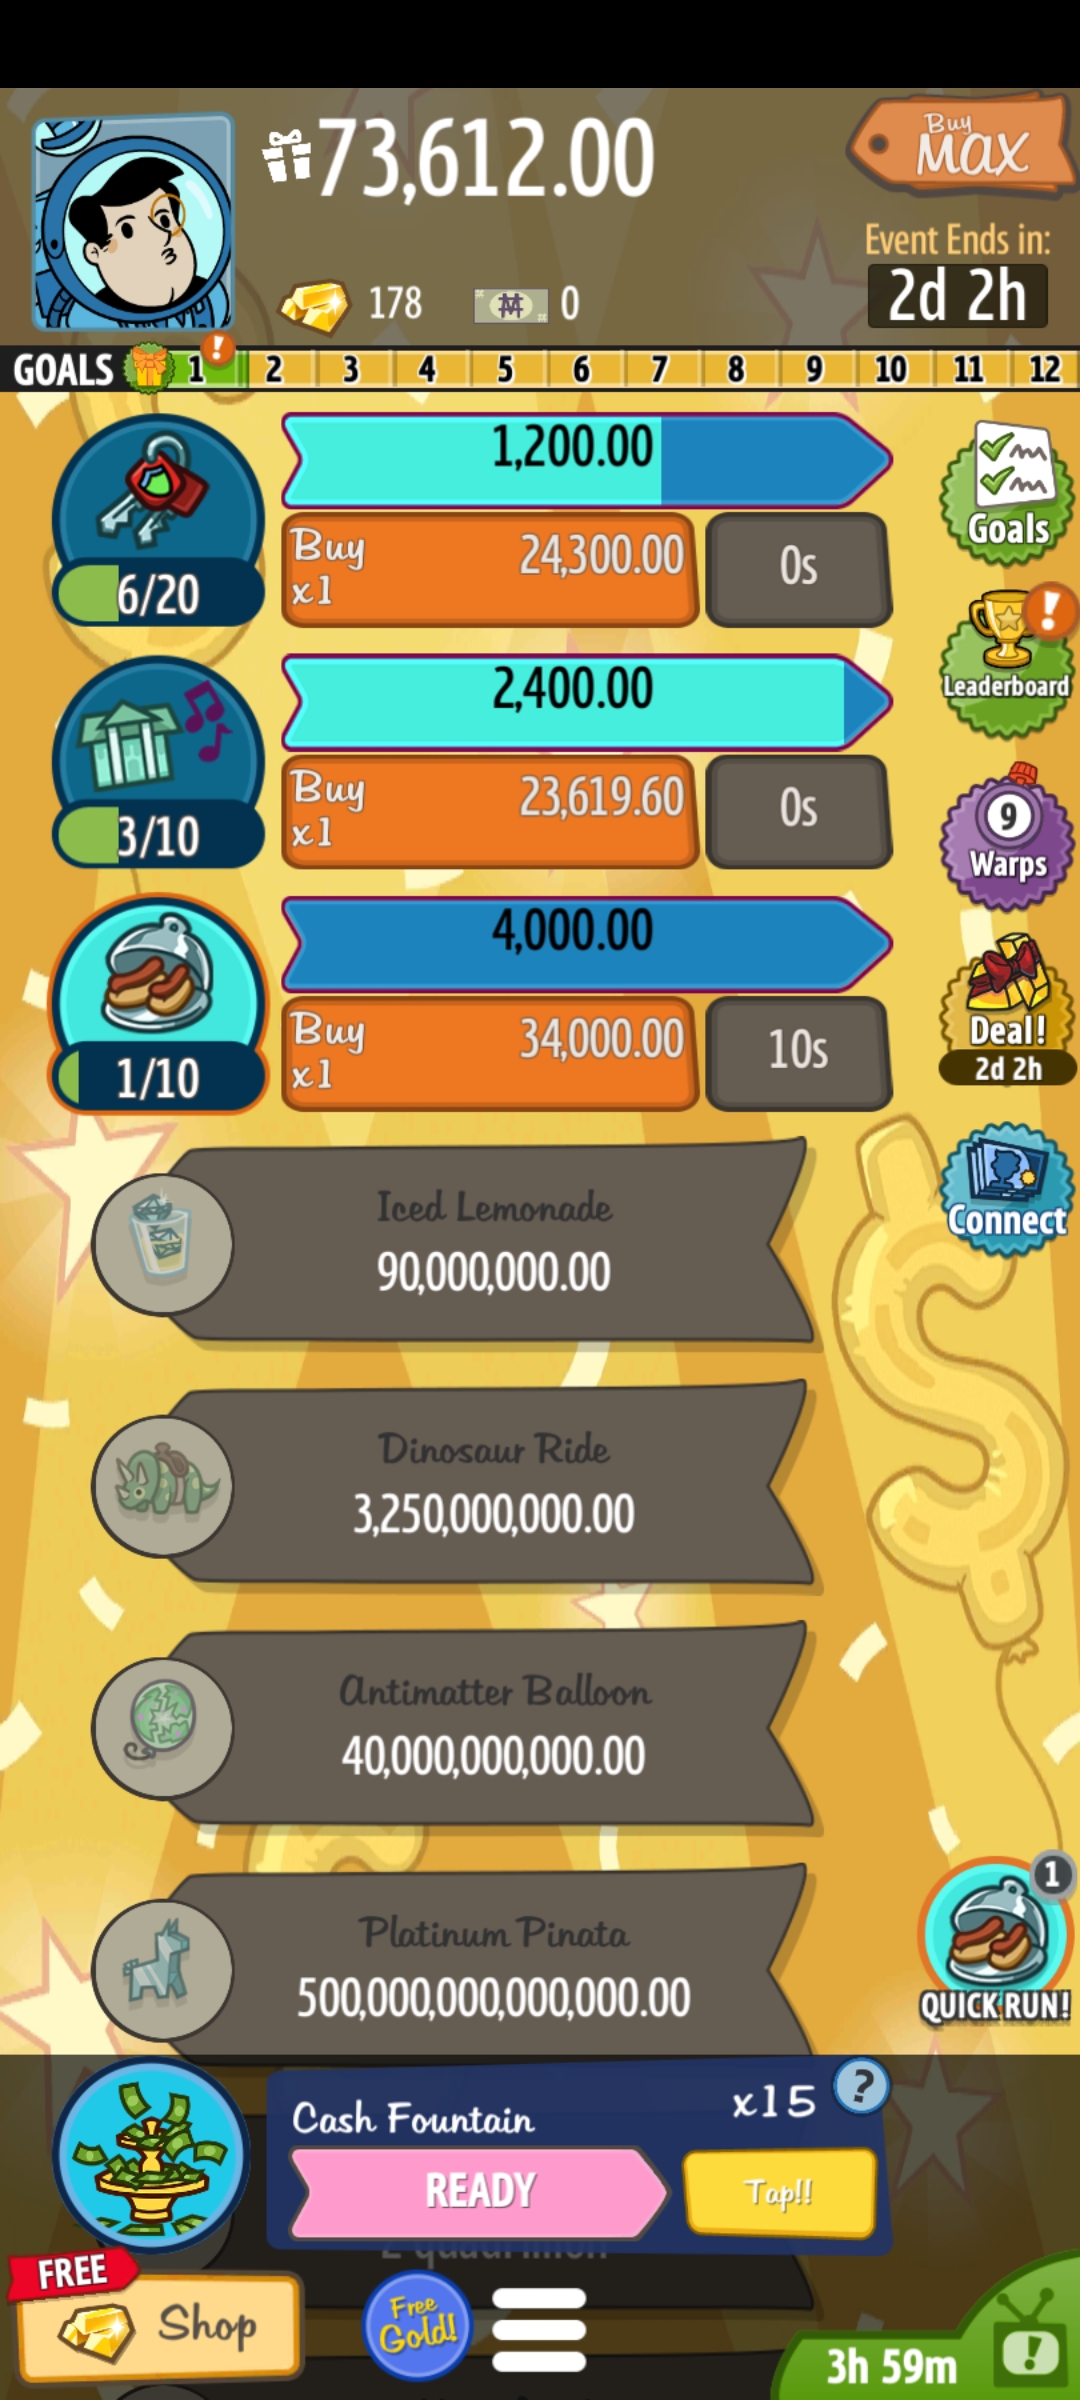 73,612.00
Buy
MAX
178
0
Event Ends in:
2d 2h
GOALS 1 ! 2 3 4 5 6 7 8 9 10 11 12
1,200.00
6/20
Buy
x1
24,300.00
0s
Goals
2,400.00
3/10
Buy
x1
23,619.60
0s
!
Leaderboard
9
Warps
4,000.00
1/10
Buy
x1
34,000.00
10s
Deal!
2d 2h
Connect
Iced Lemonade
90,000,000.00
Dinosaur Ride
3,250,000,000.00
Antimatter Balloon
40,000,000,000.00
Platinum Pinata
500,000,000,000,000.00
1
QUICK RUN!
Cash Fountain
x15
?
READY
Tap!!
FREE
Shop
Free
Gold!
3h 59m
!